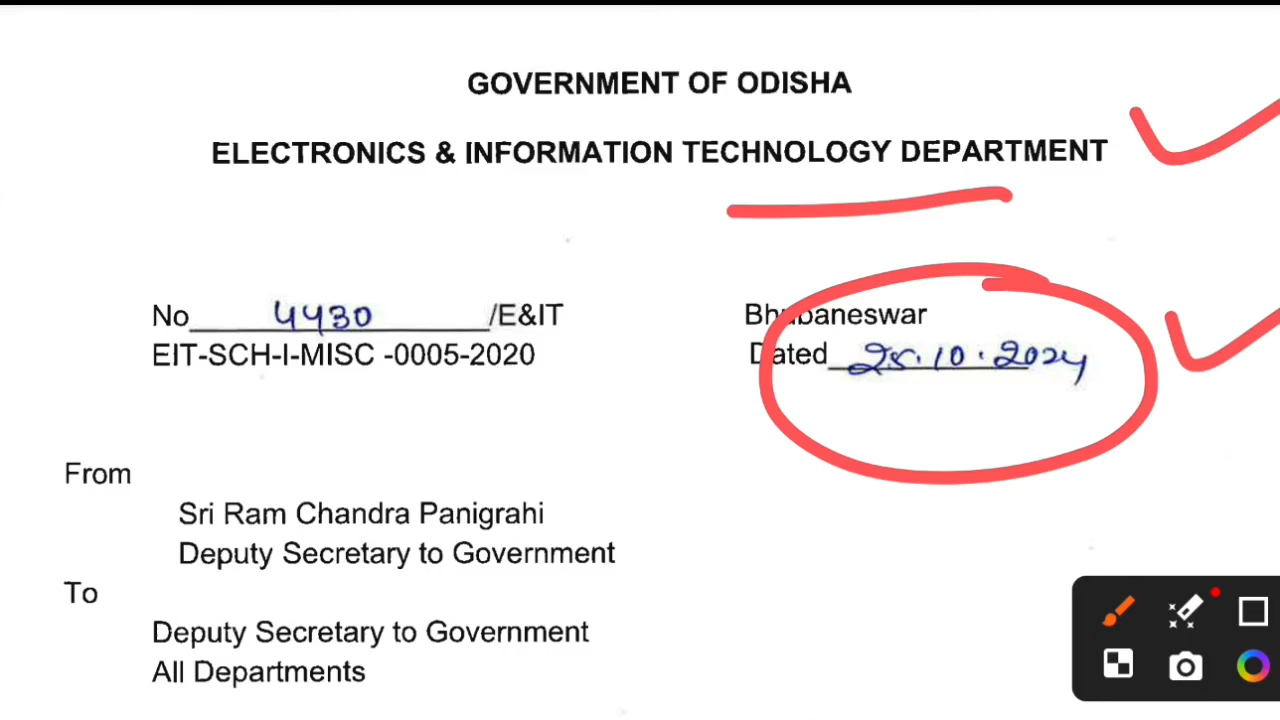 GOVERNMENT OF ODISHA
ELECTRONICS & INFORMATION TECHNOLOGY DEPARTMENT
No 4430 /E&IT
Bhubaneswar
EIT-SCH-I-MISC -0005-2020
Dated 25.10.2024
From
Sri Ram Chandra Panigrahi
Deputy Secretary to Government
To
Deputy Secretary to Government
All Departments